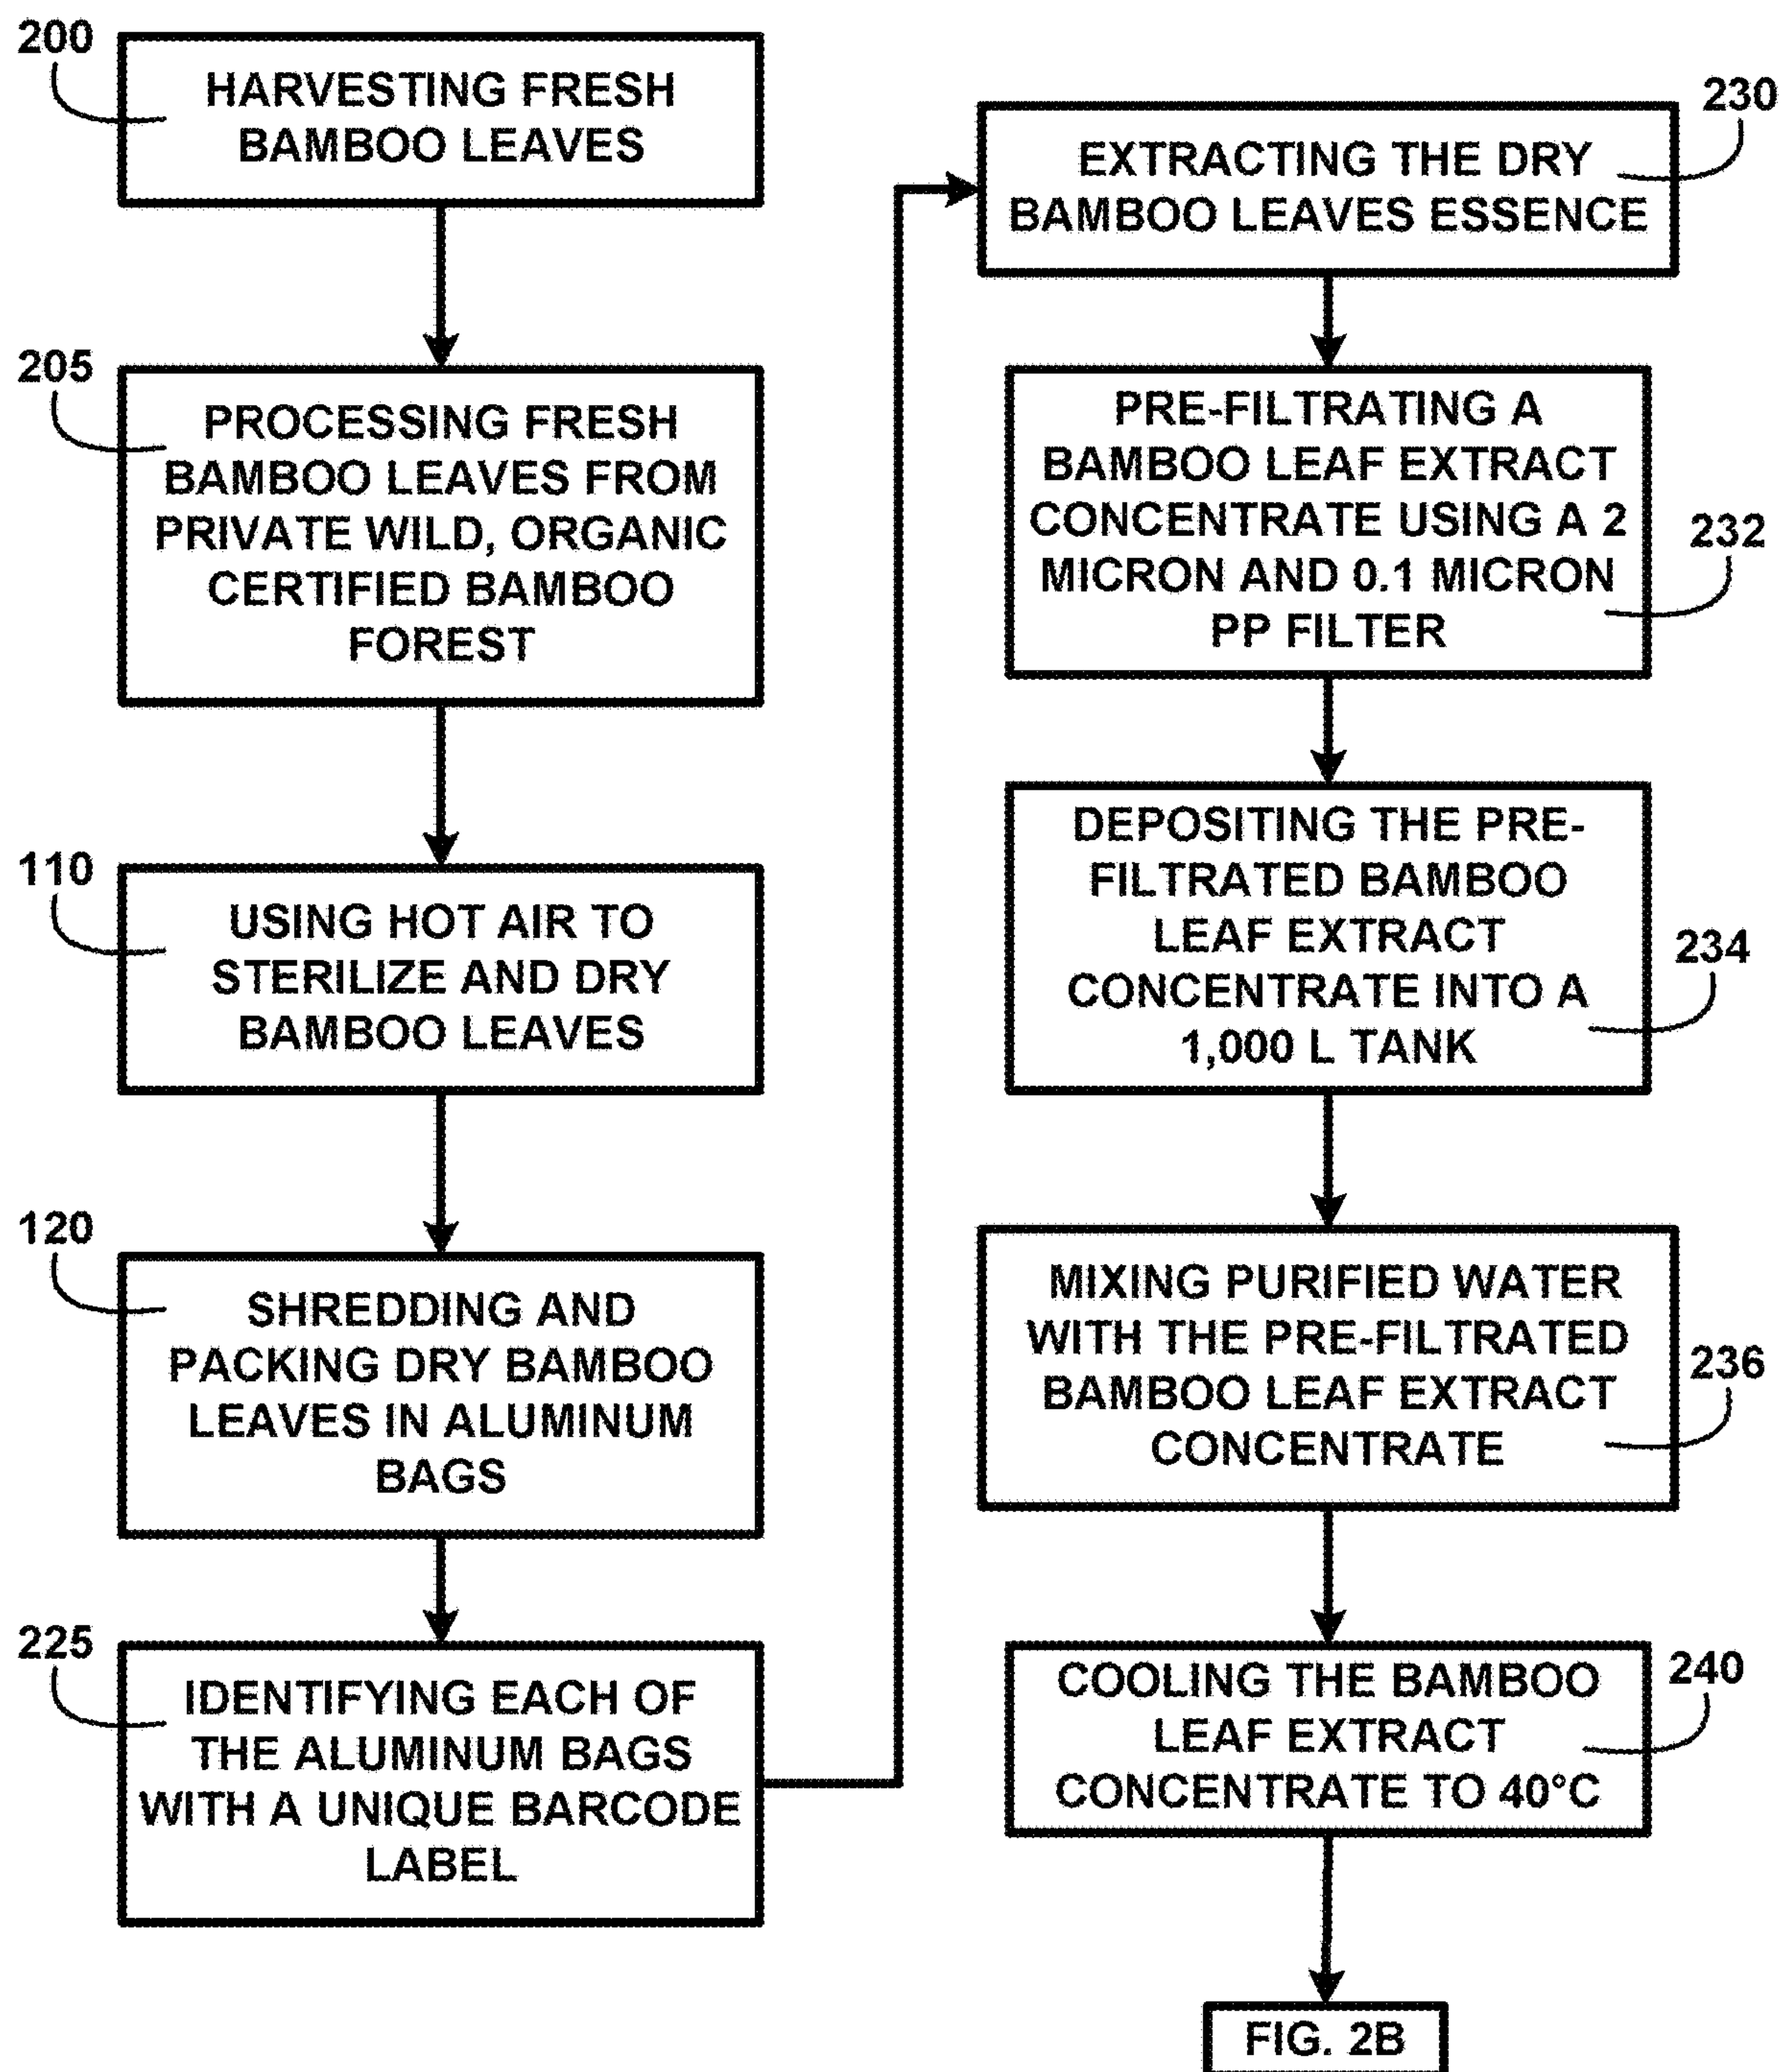 200
HARVESTING FRESH
BAMBOO LEAVES
205
PROCESSING FRESH
BAMBOO LEAVES FROM
PRIVATE WILD, ORGANIC
CERTIFIED BAMBOO
FOREST
110
USING HOT AIR TO
STERILIZE AND DRY
BAMBOO LEAVES
120
SHREDDING AND
PACKING DRY BAMBOO
LEAVES IN ALUMINUM
BAGS
225
IDENTIFYING EACH OF
THE ALUMINUM BAGS
WITH A UNIQUE BARCODE
LABEL
230
EXTRACTING THE DRY
BAMBOO LEAVES ESSENCE
PRE-FILTRATING A
BAMBOO LEAF EXTRACT
CONCENTRATE USING A 2
MICRON AND 0.1 MICRON
PP FILTER
232
DEPOSITING THE PRE-
FILTRATED BAMBOO
LEAF EXTRACT
CONCENTRATE INTO A
1,000 L TANK
234
MIXING PURIFIED WATER
WITH THE PRE-FILTRATED
BAMBOO LEAF EXTRACT
CONCENTRATE
236
COOLING THE BAMBOO
LEAF EXTRACT
CONCENTRATE TO 40°C
240
FIG. 2B